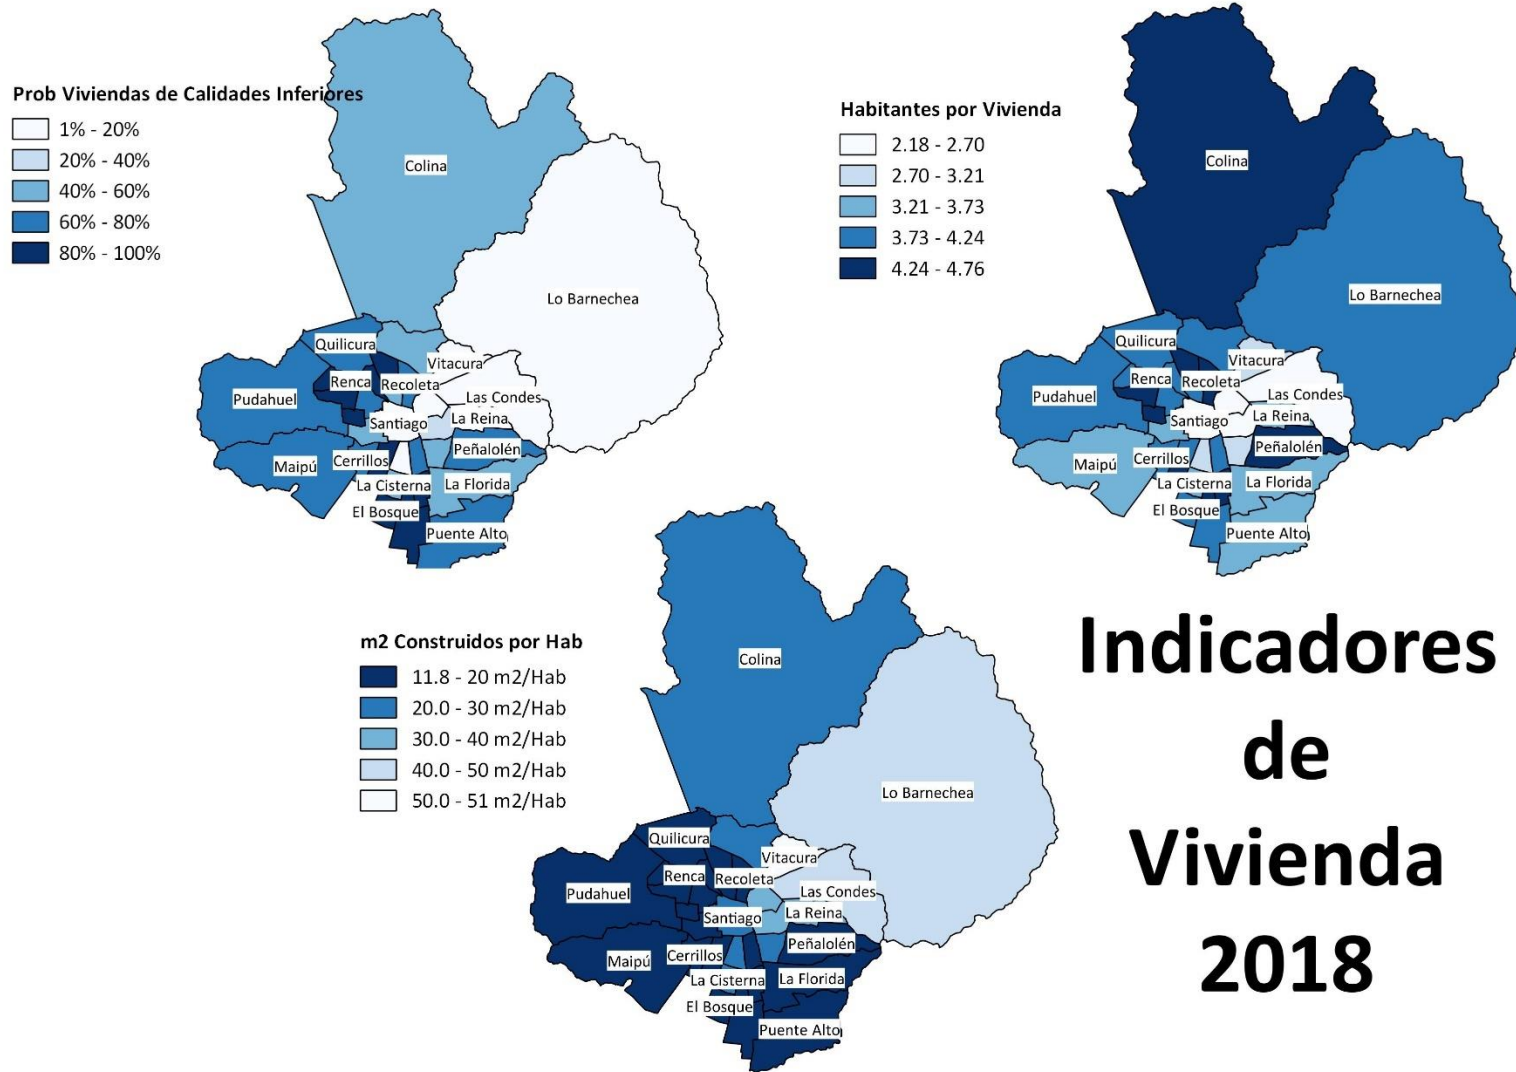 Prob Viviendas de Calidades Inferiores
1% - 20%
20% - 40%
40% - 60%
60% - 80%
80% - 100%
Colina
Lo Barnechea
Quilicura
Vitacura
Renca
Recoleta
Pudahuel
Las Condes
Santiago
La Reina
Peñalolén
Maipú
Cerrillos
La Cisterna
La Florida
El Bosque
Puente Alto
Habitantes por Vivienda
2.18 - 2.70
2.70 - 3.21
3.21 - 3.73
3.73 - 4.24
4.24 - 4.76
Colina
Lo Barnechea
Quilicura
Vitacura
Renca
Recoleta
Pudahuel
Las Condes
Santiago
La Reina
Peñalolén
Maipú
Cerrillos
La Cisterna
La Florida
El Bosque
Puente Alto
m2 Construidos por Hab
11.8 - 20 m2/Hab
20.0 - 30 m2/Hab
30.0 - 40 m2/Hab
40.0 - 50 m2/Hab
50.0 - 51 m2/Hab
Colina
Lo Barnechea
Quilicura
Vitacura
Renca
Recoleta
Pudahuel
Las Condes
Santiago
La Reina
Peñalolén
Maipú
Cerrillos
La Cisterna
La Florida
El Bosque
Puente Alto
Indicadores
de
Vivienda
2018